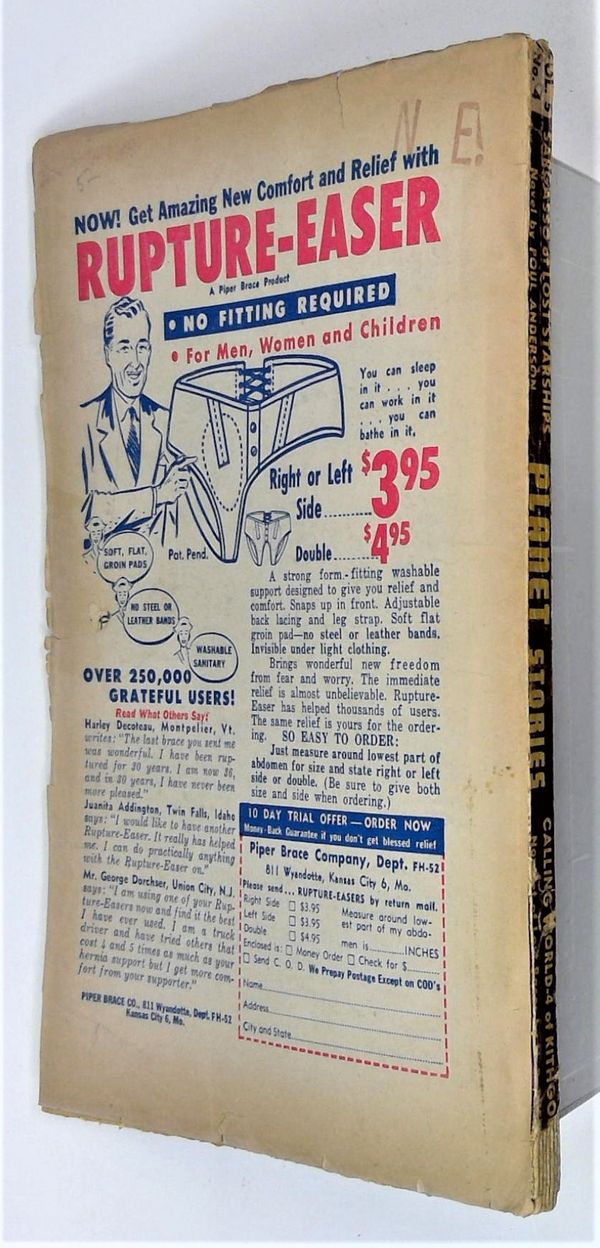 N E!
NOW! Get Amazing New Comfort and Relief with
RUPTURE-EASER
A Piper Brace Product
• NO FITTING REQUIRED
• For Men, Women and Children
You can sleep
in it . . . you
can work in it
. . . you can
bathe in it.
Right or Left
Side......... $3.95
Double...... $4.95
Pat. Pend.
SOFT, FLAT,
GROIN PADS
NO STEEL OR
LEATHER BANDS
WASHABLE
SANITARY
A strong form-fitting washable
support designed to give you relief and
comfort. Snaps up in front. Adjustable
back lacing and leg strap. Soft flat
groin pad—no steel or leather bands.
Invisible under light clothing.
Brings wonderful new freedom
from fear and worry. The immediate
relief is almost unbelievable. Rupture-
Easer has helped thousands of users.
The same relief is yours for the order-
ing. SO EASY TO ORDER:
Just measure around lowest part of
abdomen for size and state right or left
side or double. (Be sure to give both
size and side when ordering.)
OVER 250,000
GRATEFUL USERS!
Read What Others Say:
Harley Decoteau, Montpelier, Vt.
writes: "The last brace you sent me
was wonderful. I have been rup-
tured for 30 years. I am now 36,
and in 30 years, I have never been
more pleased."
Juanita Addington, Twin Falls, Idaho
says: "I would like to have another
Rupture-Easer. It really has helped
me. I can do practically anything
with the Rupture-Easer on."
Mr. George Dorchser, Union City, N.J.
says: "I am using one of your Rup-
ture-Easers now and find it the best
I have ever used. I am a truck
driver and have tried others that
cost 4 and 5 times as much as your
hernia support but I get more com-
fort from your supporter."
PIPER BRACE CO., 811 Wyandotte, Dept. FH-52
Kansas City 6, Mo.
10 DAY TRIAL OFFER — ORDER NOW
Money-Back Guarantee if you don't get blessed relief
Piper Brace Company, Dept. FH-52
811 Wyandotte, Kansas City 6, Mo.
Please send . . . RUPTURE-EASERS by return mail.
Right Side □ $3.95
Left Side □ $3.95
Double □ $4.95
Measure around low-
est part of my abdo-
men is.........INCHES
Enclosed is: □ Money Order □ Check for $.......
□ Send C. O. D. We Prepay Postage Except on COD's
Name
Address
City and State
No. 4
OF LOST STARSHIPS
Novel by POUL ANDERSON
PLANET STORIES
CALLING WORLD-4 of KITHGOL